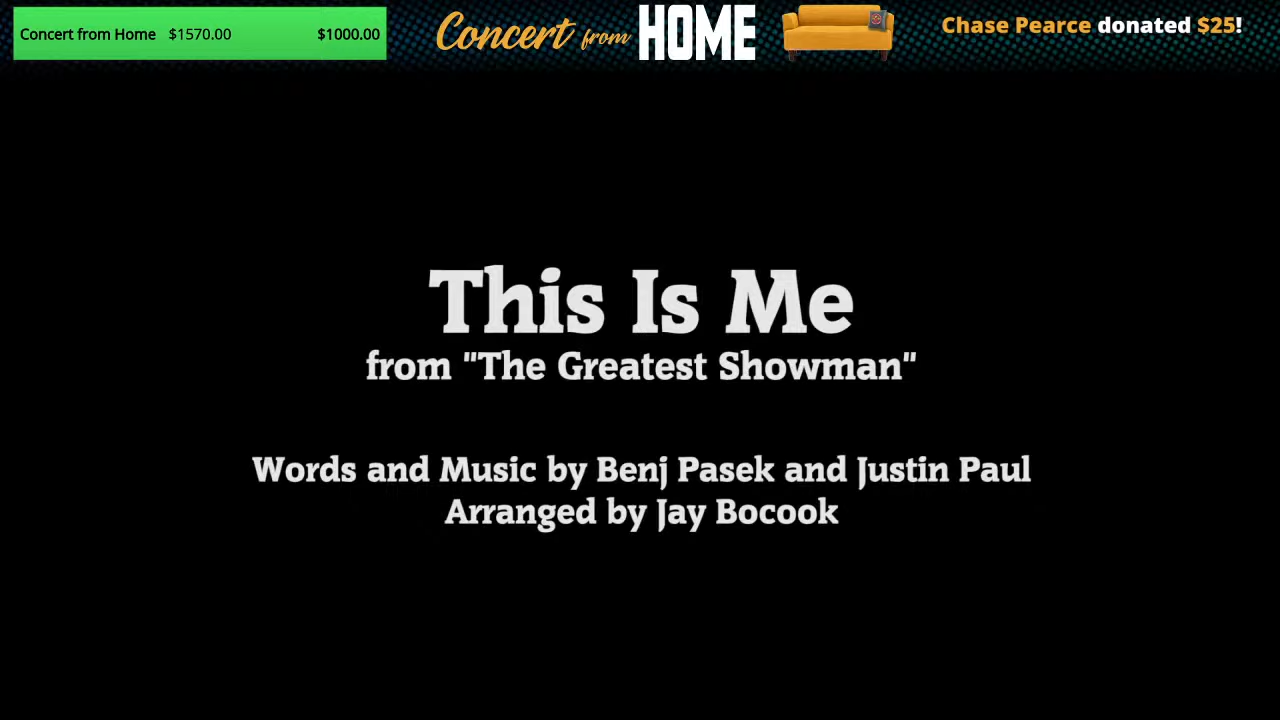 Concert from Home $1570.00 $1000.00
Concert from HOME
Chase Pearce donated $25!
This Is Me
from "The Greatest Showman"
Words and Music by Benj Pasek and Justin Paul
Arranged by Jay Bocook